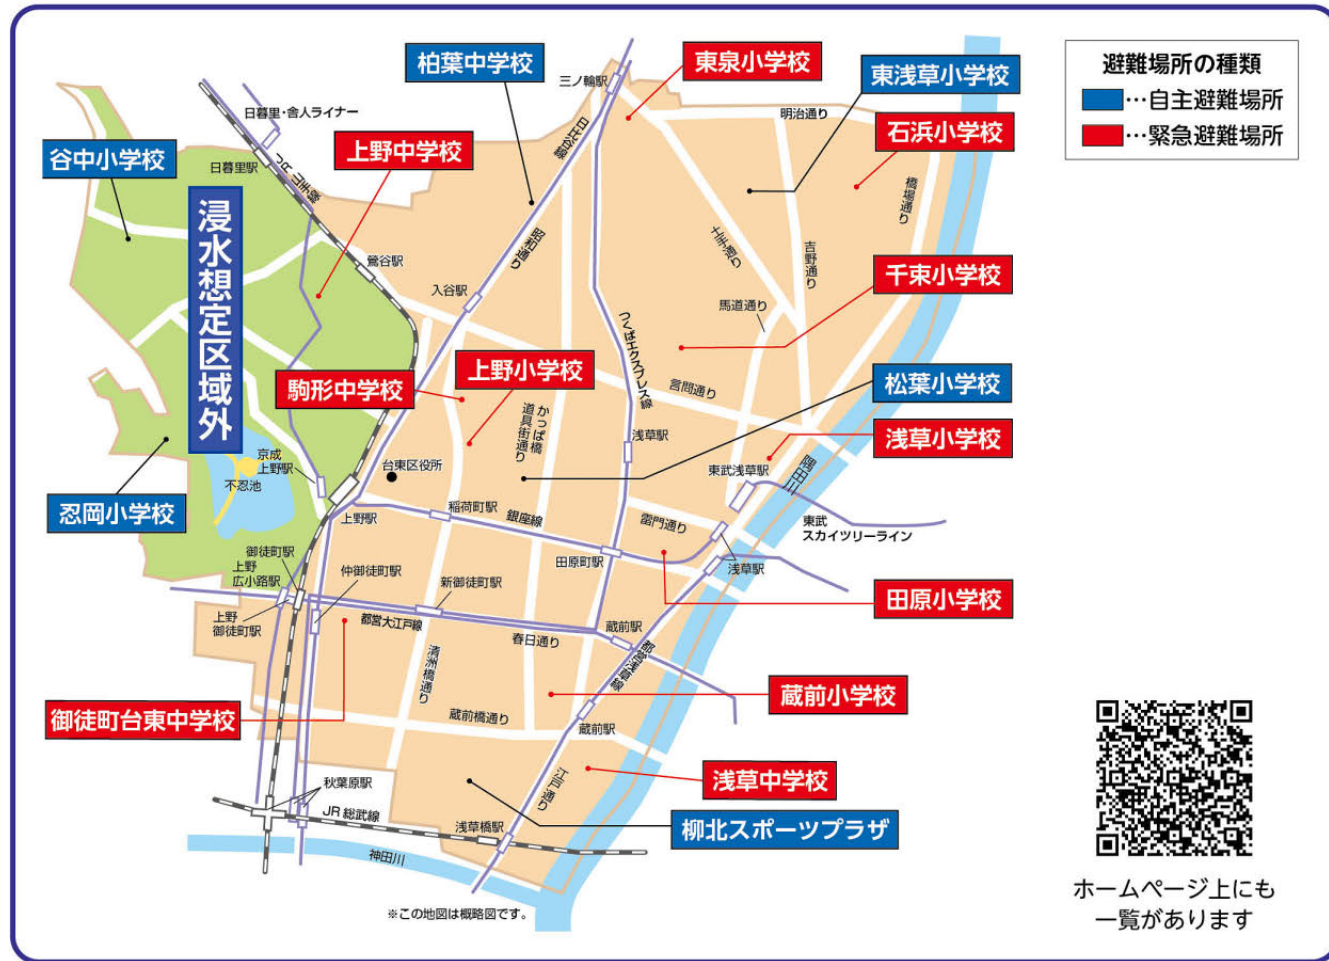 避難場所の種類
…自主避難場所
…緊急避難場所
柏葉中学校
東泉小学校
東浅草小学校
石浜小学校
谷中小学校
上野中学校
浸水想定区域外
千束小学校
上野小学校
駒形中学校
松葉小学校
浅草小学校
忍岡小学校
田原小学校
蔵前小学校
御徒町台東中学校
浅草中学校
柳北スポーツプラザ
三ノ輪駅
日比谷線
明治通り
橋場通り
日暮里・舎人ライナー
日暮里駅
JR山手線
鶯谷駅
昭和通り
入谷駅
土手通り
吉野通り
馬道通り
つくばエクスプレス線
言問通り
かっぱ橋
道具街通り
浅草駅
東武浅草駅
隅田川
京成
上野駅
不忍池
台東区役所
上野駅
稲荷町駅
銀座線
雷門通り
東武
スカイツリーライン
田原町駅
浅草駅
御徒町駅
上野
広小路駅
仲御徒町駅
新御徒町駅
上野
御徒町駅
都営大江戸線
春日通り
蔵前駅
都営浅草線
清洲橋通り
蔵前橋通り
蔵前駅
江戸通り
秋葉原駅
JR 総武線
浅草橋駅
神田川
※この地図は概略図です。
ホームページ上にも
一覧があります